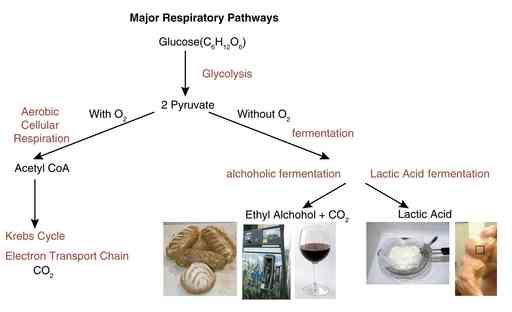 Major Respiratory Pathways
Glucose(C₆H₁₂O₆)
Glycolysis
2 Pyruvate
With O₂
Without O₂
Aerobic
Cellular
Respiration
fermentation
Acetyl CoA
alchoholic fermentation
Lactic Acid fermentation
Ethyl Alchohol + CO₂
Lactic Acid
Krebs Cycle
Electron Transport Chain
CO₂